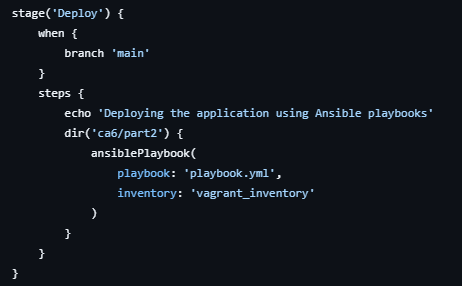 stage('Deploy') {
    when {
        branch 'main'
    }
    steps {
        echo 'Deploying the application using Ansible playbooks'
        dir('ca6/part2') {
            ansiblePlaybook(
                playbook: 'playbook.yml',
                inventory: 'vagrant_inventory'
            )
        }
    }
}